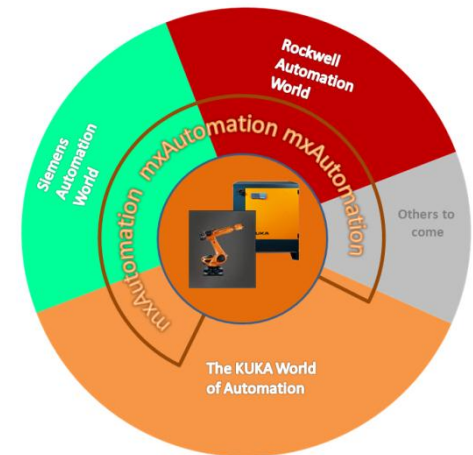 Rockwell
Automation
World
Siemens
Automation
World
mxAutomation mxAutomation mxAutomation
Others to
come
KUKA
The KUKA World
of Automation